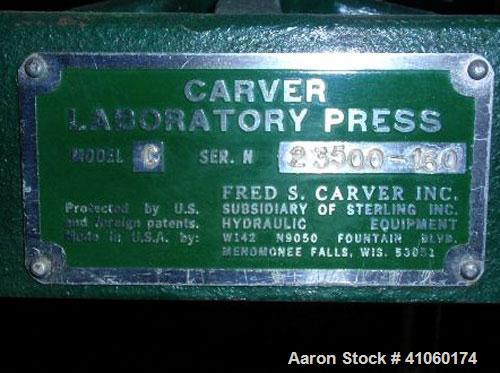 CARVER
LABORATORY PRESS
MODEL C SER. N 23500-160
FRED S. CARVER INC.
Protected by U.S. SUBSIDIARY OF STERLING INC.
and foreign patents. HYDRAULIC EQUIPMENT
Made in U.S.A. by: W142 N9050 FOUNTAIN BLVD.
MENOMONEE FALLS, WIS. 53051
Aaron Stock # 41060174